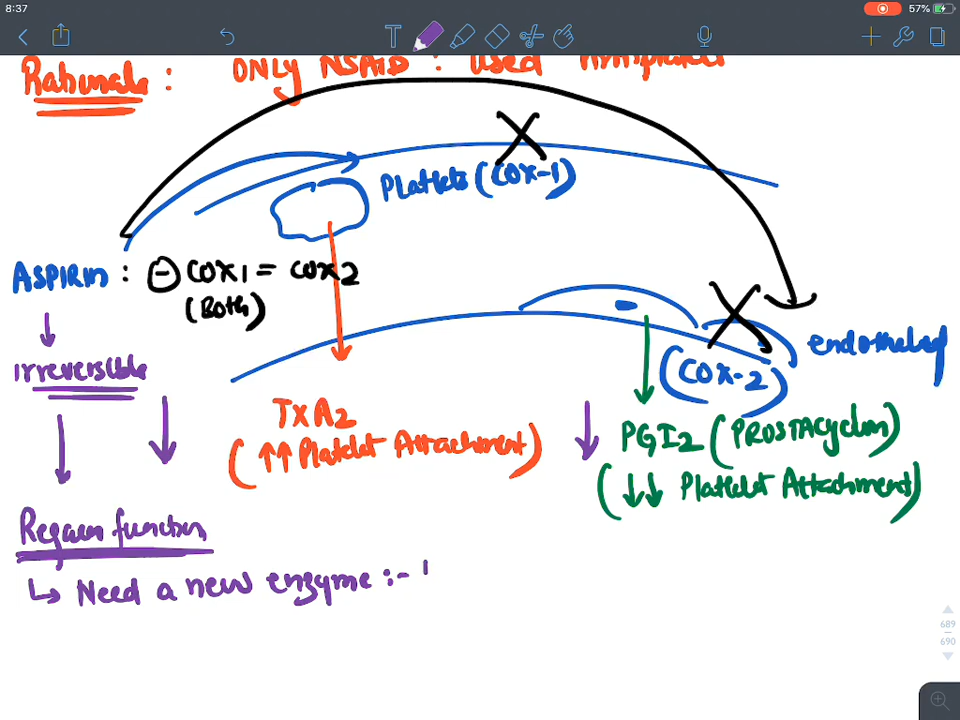 8:37
57%
T
Rationale : ONLY NSAID : used Antiplatelet
Platelets (COX-1)
ASPIRIN : ⊖ COX1 = COX2
(Both)
endothelial
(COX-2)
irreversible
TXA2
(↑↑ Platelet Attachment)
↓ PGI2 (PROSTAcyclin)
(↓↓ Platelet Attachment)
Regain function
↳ Need a new enzyme :-
689
690